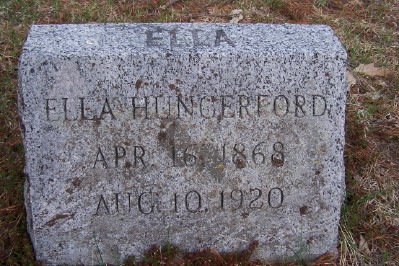 ELLA
ELLA HUNGERFORD
APR. 16, 1868
AUG. 10, 1920